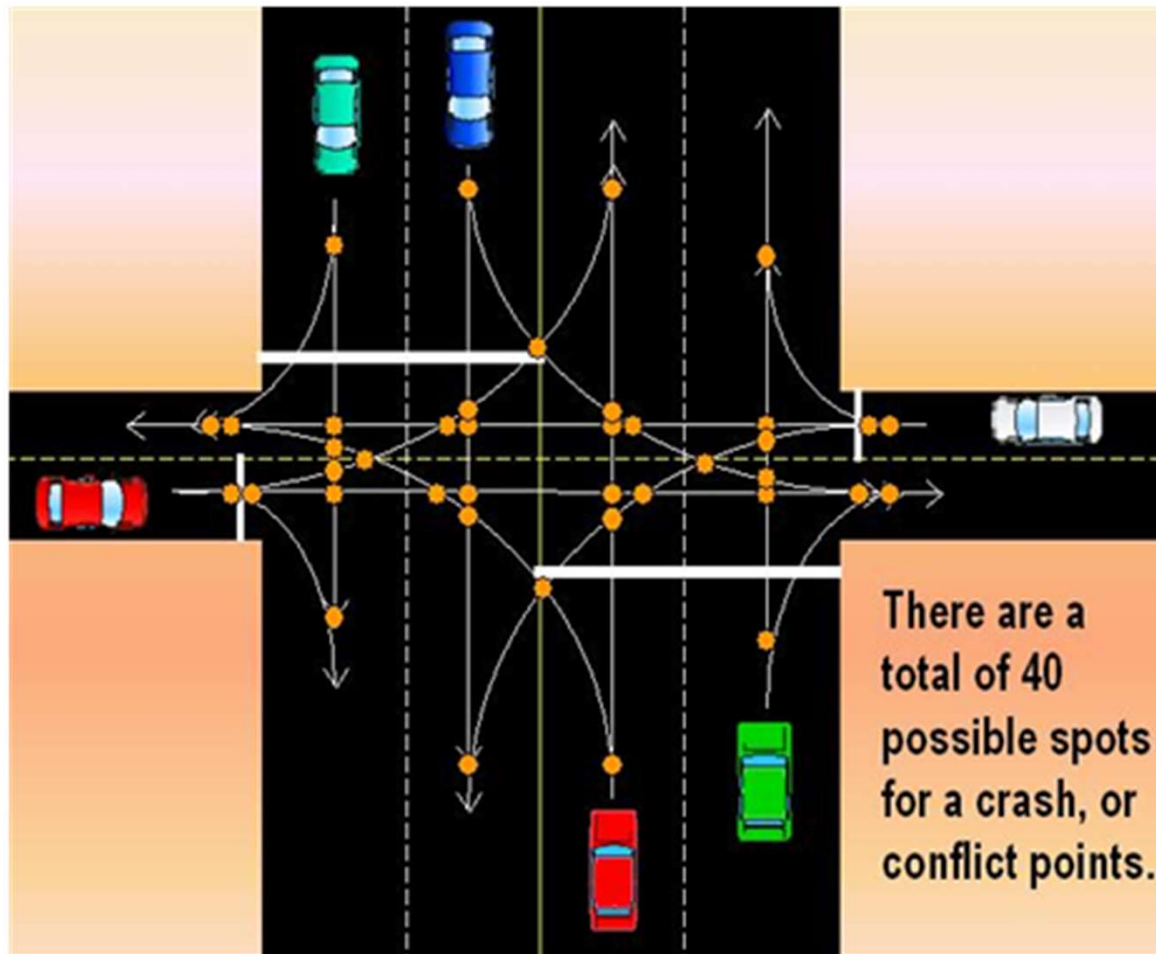 There are a
total of 40
possible spots
for a crash, or
conflict points.